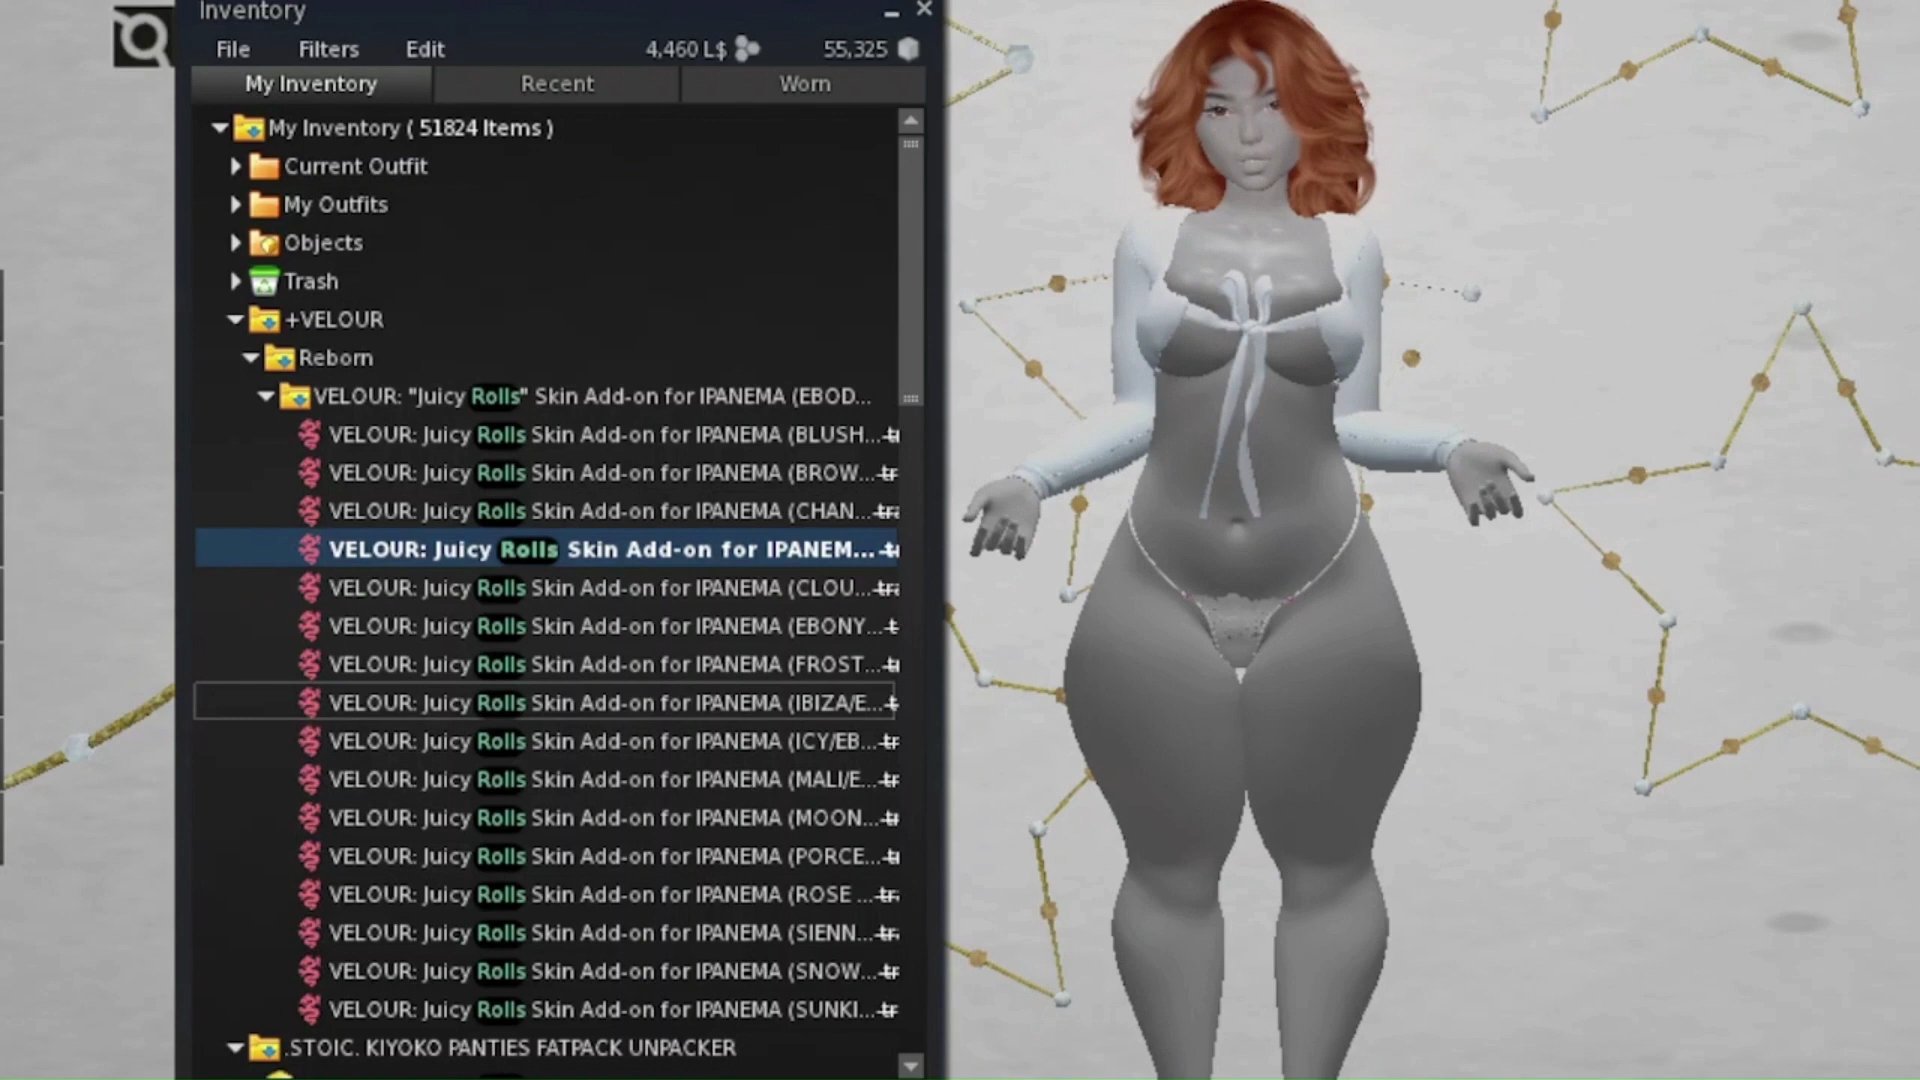 Inventory
File Filters Edit 4,460 L$ 55,325
My Inventory Recent Worn
My Inventory ( 51824 Items )
Current Outfit
My Outfits
Objects
Trash
+VELOUR
Reborn
VELOUR: "Juicy Rolls" Skin Add-on for IPANEMA (EBOD...
VELOUR: Juicy Rolls Skin Add-on for IPANEMA (BLUSH...
VELOUR: Juicy Rolls Skin Add-on for IPANEMA (BROW...
VELOUR: Juicy Rolls Skin Add-on for IPANEMA (CHAN...
VELOUR: Juicy Rolls Skin Add-on for IPANEM...
VELOUR: Juicy Rolls Skin Add-on for IPANEMA (CLOU...
VELOUR: Juicy Rolls Skin Add-on for IPANEMA (EBONY...
VELOUR: Juicy Rolls Skin Add-on for IPANEMA (FROST...
VELOUR: Juicy Rolls Skin Add-on for IPANEMA (IBIZA/E...
VELOUR: Juicy Rolls Skin Add-on for IPANEMA (ICY/EB...
VELOUR: Juicy Rolls Skin Add-on for IPANEMA (MALI/E...
VELOUR: Juicy Rolls Skin Add-on for IPANEMA (MOON...
VELOUR: Juicy Rolls Skin Add-on for IPANEMA (PORCE...
VELOUR: Juicy Rolls Skin Add-on for IPANEMA (ROSE ...
VELOUR: Juicy Rolls Skin Add-on for IPANEMA (SIENN...
VELOUR: Juicy Rolls Skin Add-on for IPANEMA (SNOW...
VELOUR: Juicy Rolls Skin Add-on for IPANEMA (SUNKI...
.STOIC. KIYOKO PANTIES FATPACK UNPACKER